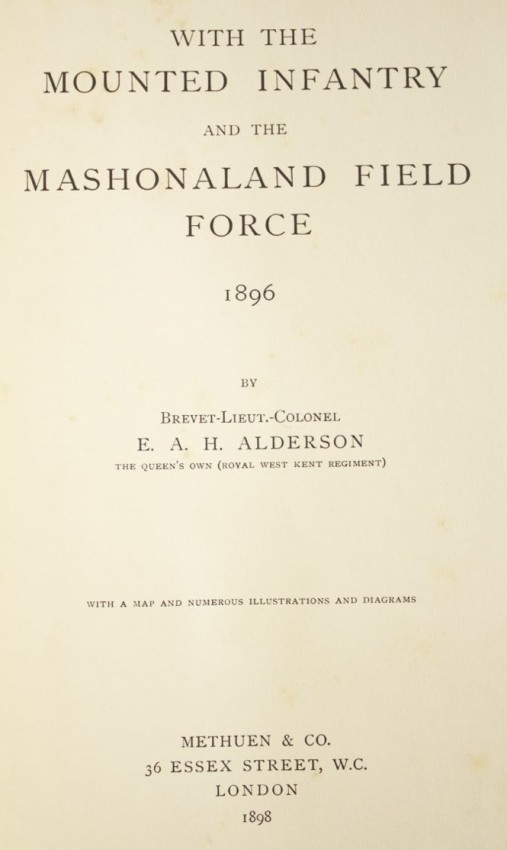 WITH THE
MOUNTED INFANTRY
AND THE
MASHONALAND FIELD
FORCE
1896
BY
BREVET-LIEUT.-COLONEL
E. A. H. ALDERSON
THE QUEEN'S OWN (ROYAL WEST KENT REGIMENT)
WITH A MAP AND NUMEROUS ILLUSTRATIONS AND DIAGRAMS
METHUEN & CO.
36 ESSEX STREET, W.C.
LONDON
1898